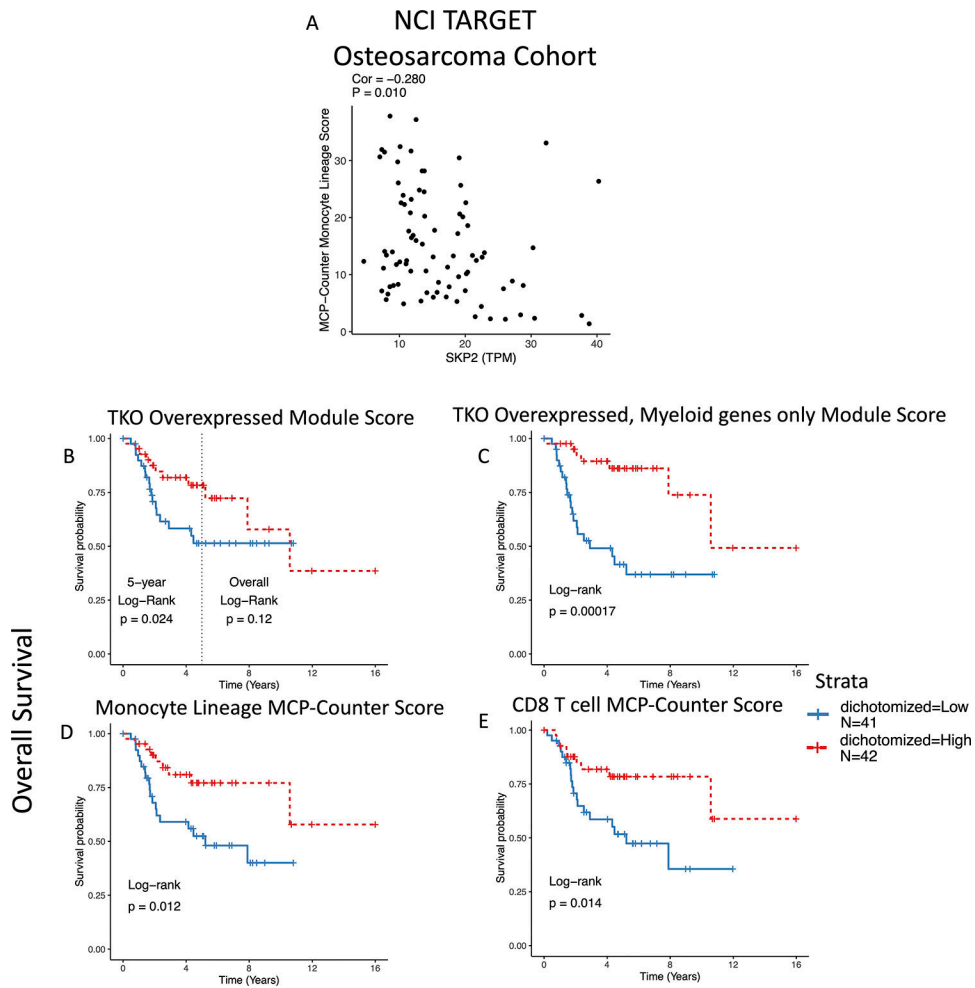 A
NCI TARGET
Osteosarcoma Cohort
Cor = −0.280
P = 0.010
MCP−Counter Monocyte Lineage Score
30
20
10
0
10 20 30 40
SKP2 (TPM)
TKO Overexpressed Module Score
B
Survival probability
1.00
0.75
0.50
0.25
0.00
5−year
Log−Rank
p = 0.024
Overall
Log−Rank
p = 0.12
0 4 8 12 16
Time (Years)
TKO Overexpressed, Myeloid genes only Module Score
C
Survival probability
1.00
0.75
0.50
0.25
0.00
Log−rank
p = 0.00017
0 4 8 12 16
Time (Years)
Overall Survival
Monocyte Lineage MCP-Counter Score
D
Survival probability
1.00
0.75
0.50
0.25
0.00
Log−rank
p = 0.012
0 4 8 12 16
Time (Years)
CD8 T cell MCP-Counter Score
E
Survival probability
1.00
0.75
0.50
0.25
0.00
Log−rank
p = 0.014
0 4 8 12 16
Time (Years)
Strata
dichotomized=Low
N=41
dichotomized=High
N=42